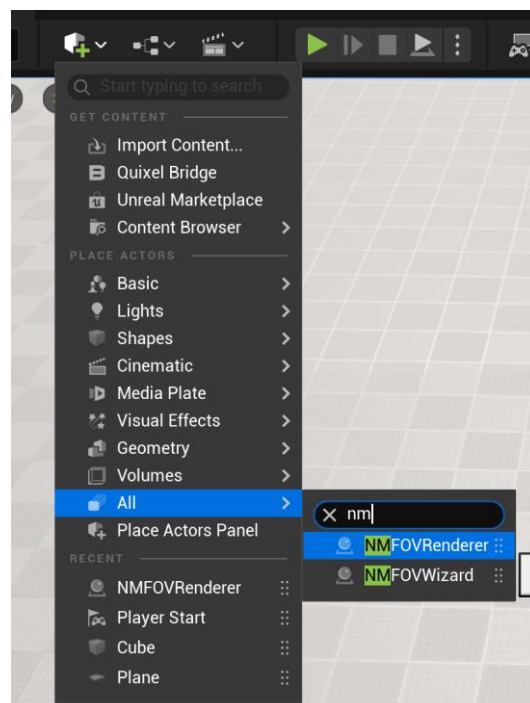 Start typing to search
GET CONTENT
Import Content...
Quixel Bridge
Unreal Marketplace
Content Browser
PLACE ACTORS
Basic
Lights
Shapes
Cinematic
Media Plate
Visual Effects
Geometry
Volumes
All
nm
Place Actors Panel
NMFOVRenderer
RECENT
NMFOVWizard
NMFOVRenderer
Player Start
Cube
Plane